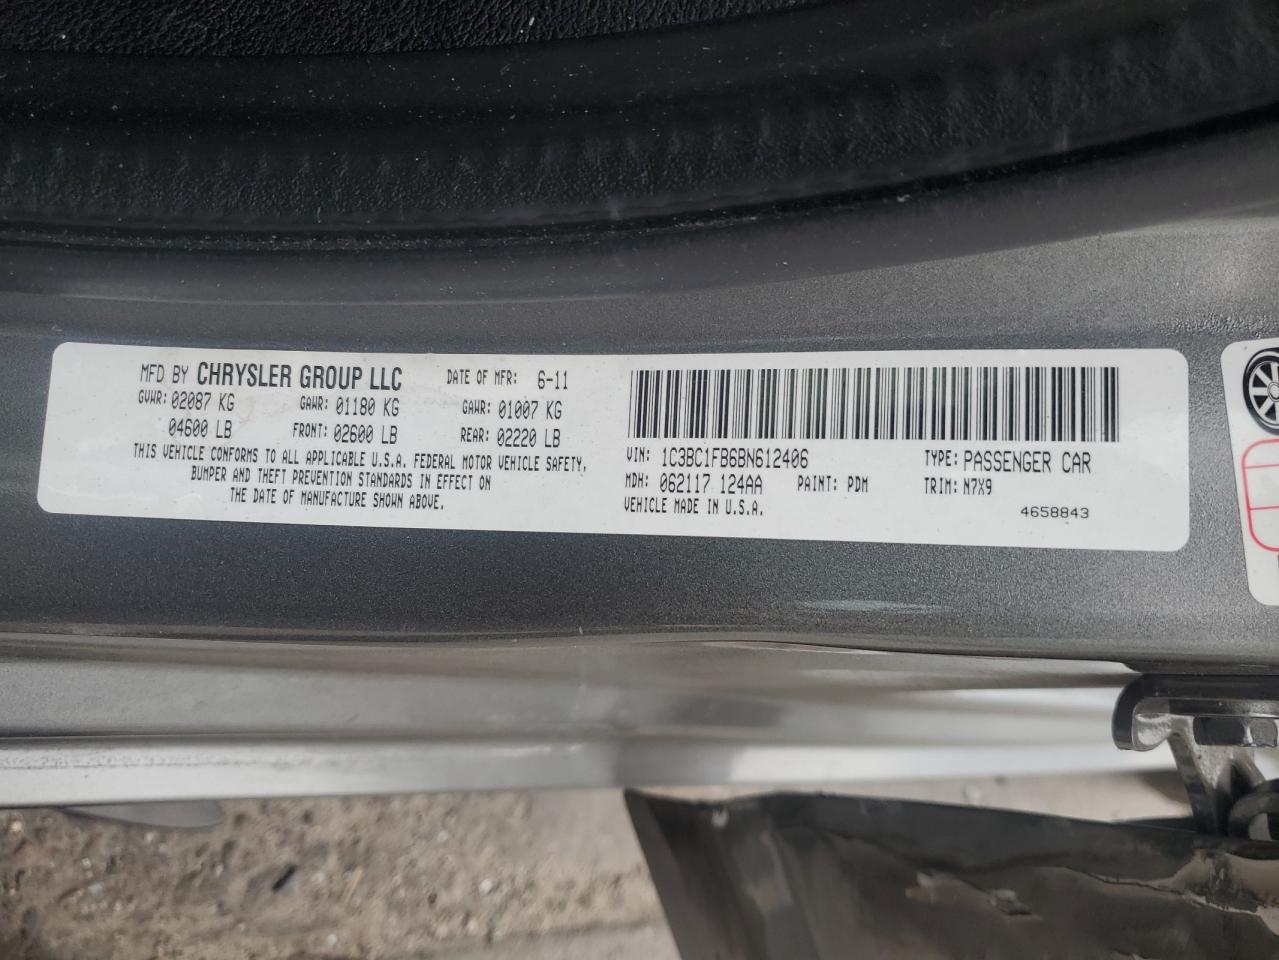 MFD BY CHRYSLER GROUP LLC DATE OF MFR: 6-11
GVWR: 02087 KG GAWR: 01180 KG GAWR: 01007 KG
04600 LB FRONT: 02600 LB REAR: 02220 LB
THIS VEHICLE CONFORMS TO ALL APPLICABLE U.S.A. FEDERAL MOTOR VEHICLE SAFETY,
BUMPER AND THEFT PREVENTION STANDARDS IN EFFECT ON
THE DATE OF MANUFACTURE SHOWN ABOVE.
VIN: 1C3BC1FB6BN612406 TYPE: PASSENGER CAR
MDH: 062117 124AA PAINT: PDM TRIM: N7X9
VEHICLE MADE IN U.S.A. 4658843